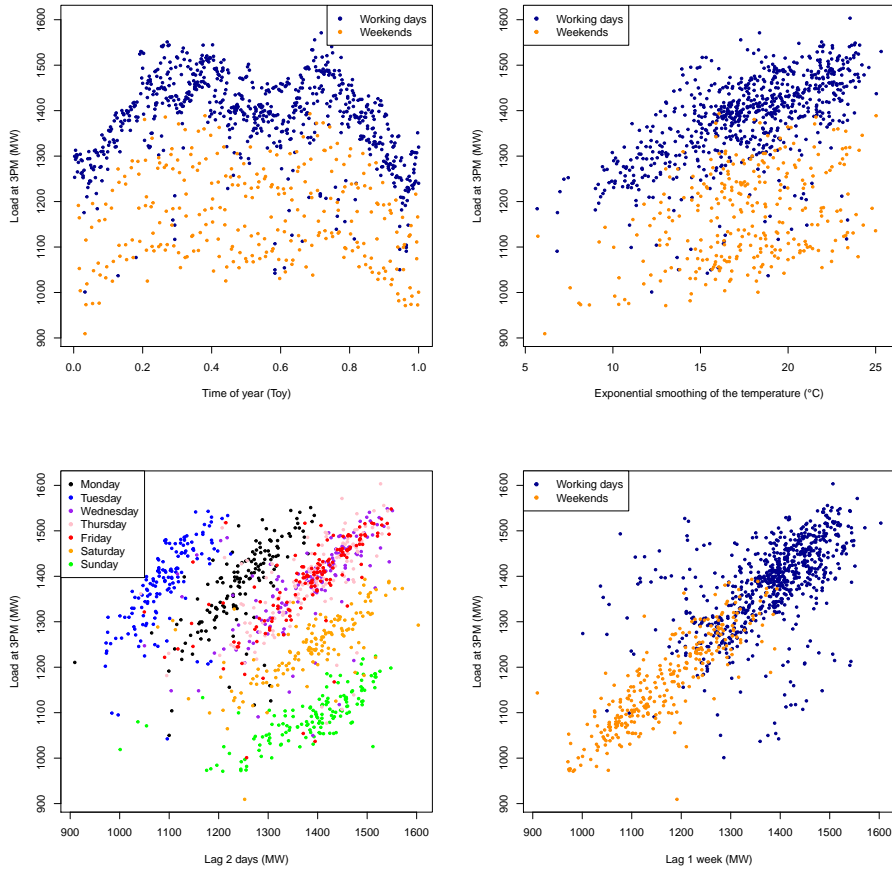 Working days
Weekends
Load at 3PM (MW)
900 1000 1100 1200 1300 1400 1500 1600
0.0 0.2 0.4 0.6 0.8 1.0
Time of year (Toy)
Working days
Weekends
Load at 3PM (MW)
900 1000 1100 1200 1300 1400 1500 1600
5 10 15 20 25
Exponential smoothing of the temperature (°C)
Monday
Tuesday
Wednesday
Thursday
Friday
Saturday
Sunday
Load at 3PM (MW)
900 1000 1100 1200 1300 1400 1500 1600
900 1000 1100 1200 1300 1400 1500 1600
Lag 2 days (MW)
Working days
Weekends
Load at 3PM (MW)
900 1000 1100 1200 1300 1400 1500 1600
900 1000 1100 1200 1300 1400 1500 1600
Lag 1 week (MW)